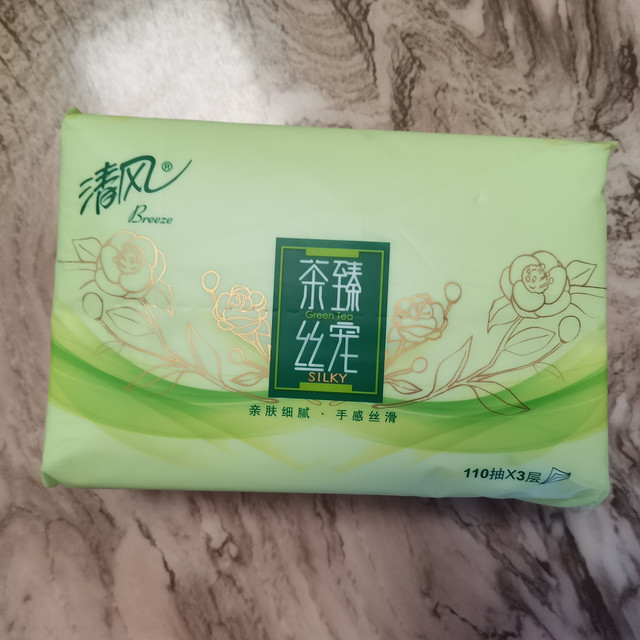 清风®
Breeze
茶臻
Green Tea
丝宠
SILKY
亲肤细腻·手感丝滑
110抽X3层